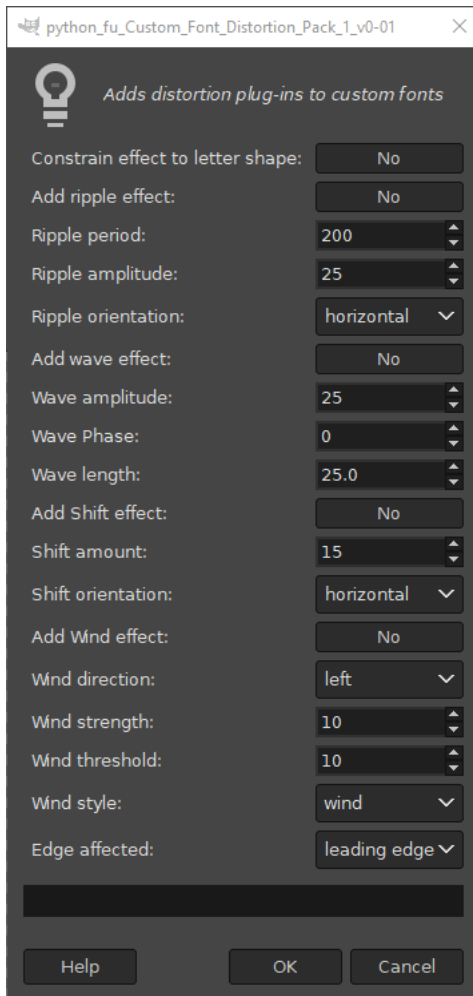 python_fu_Custom_Font_Distortion_Pack_1_v0-01
Adds distortion plug-ins to custom fonts
Constrain effect to letter shape: No
Add ripple effect: No
Ripple period: 200
Ripple amplitude: 25
Ripple orientation: horizontal
Add wave effect: No
Wave amplitude: 25
Wave Phase: 0
Wave length: 25.0
Add Shift effect: No
Shift amount: 15
Shift orientation: horizontal
Add Wind effect: No
Wind direction: left
Wind strength: 10
Wind threshold: 10
Wind style: wind
Edge affected: leading edge
Help OK Cancel